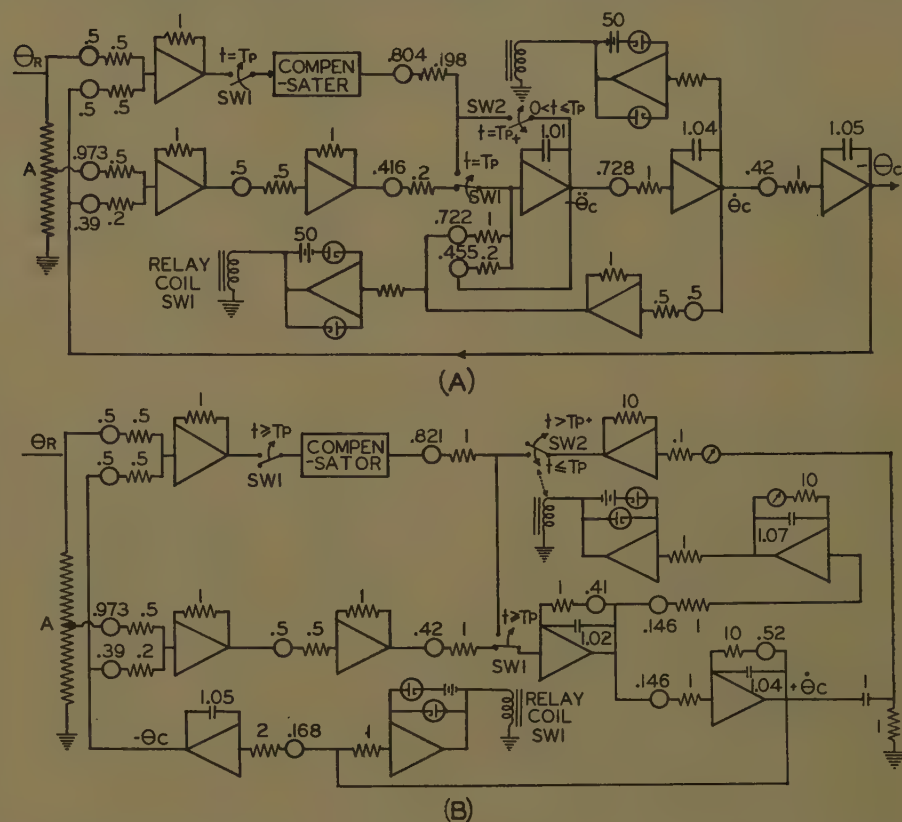 1
50
.5
.5
t=Tp
.804
ΘR
COMPEN
-SATER
.198
SW1
SW2
0<t≤Tp
.5
.5
t=Tp+
1.01
1.04
1.05
1
1
t=Tp
-Θc
A
.973
.5
.5
.5
.416
.2
.728
1
.42
1
SW1
-Θ̈c
Θ̇c
.39
.2
.722
1
50
.455
.2
1
RELAY
COIL
SW1
.5
.5
(A)
1
10
.5
.5
t>Tp+
ΘR
t≥Tp
COMPEN
-SATOR
.821
1
SW2
.1
t≤Tp
.5
.5
SW1
10
1.07
1
1
1
1
.41
A
.973
.5
t≥Tp
.5
.5
.42
1
.146
1
10
.52
1.02
SW1
.39
.2
.146
1
1.04
+Θ̇c
1
1.05
RELAY
COIL
SW1
-Θc
2
.168
1
1
(B)